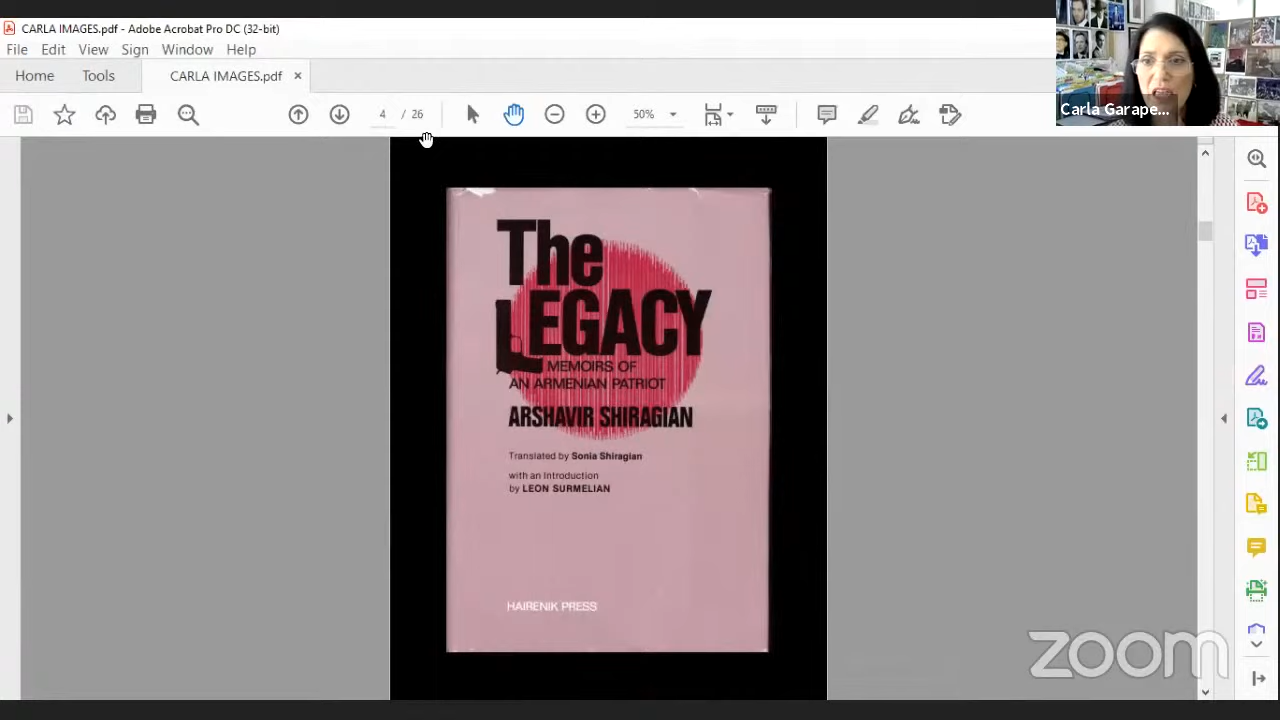 CARLA IMAGES.pdf - Adobe Acrobat Pro DC (32-bit)
File Edit View Sign Window Help
Home Tools CARLA IMAGES.pdf ×
4 / 26 50%
Carla Garape...
The
LEGACY
MEMOIRS OF
AN ARMENIAN PATRIOT
ARSHAVIR SHIRAGIAN
Translated by Sonia Shiragian
with an Introduction
by LEON SURMELIAN
HAIRENIK PRESS
zoom